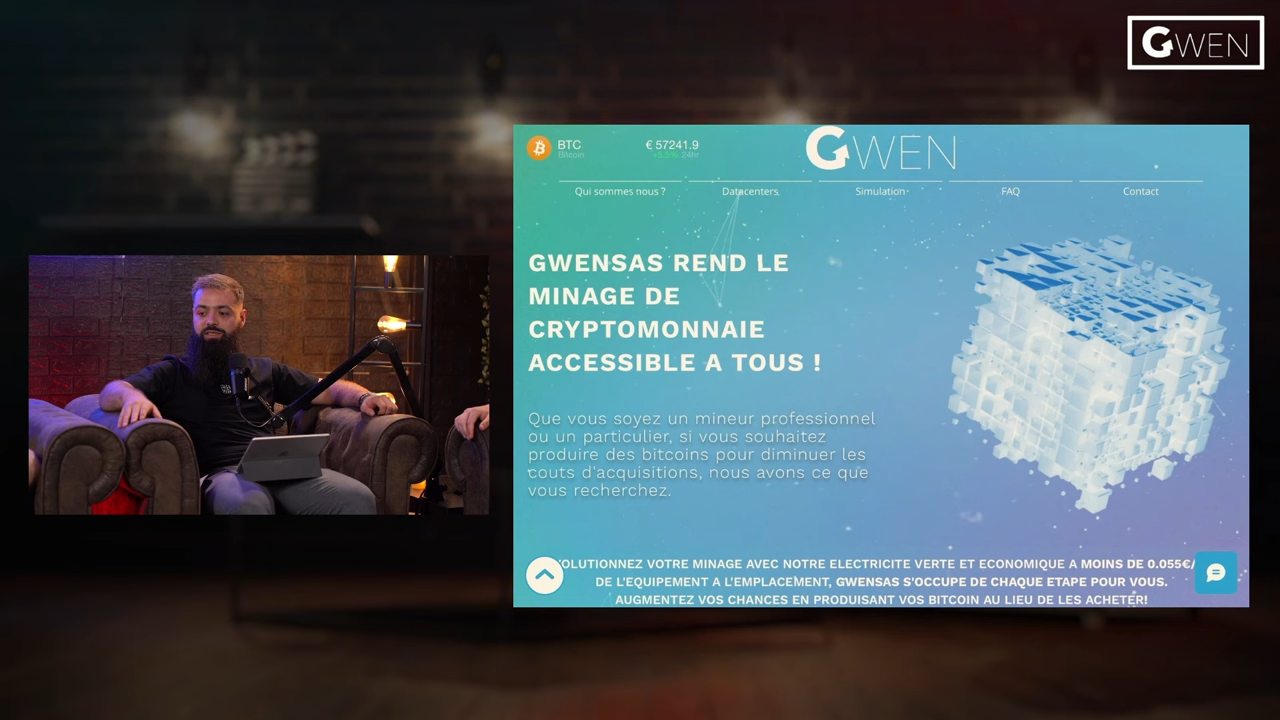 GWEN
BTC
Bitcoin
€ 57241.9
24hr
GWEN
Qui sommes nous ?
Datacenters
Simulation
FAQ
Contact
GWENSAS REND LE
MINAGE DE
CRYPTOMONNAIE
ACCESSIBLE A TOUS !
Que vous soyez un mineur professionnel
ou un particulier, si vous souhaitez
produire des bitcoins pour diminuer les
couts d'acquisitions, nous avons ce que
vous recherchez.
OLUTIONNEZ VOTRE MINAGE AVEC NOTRE ELECTRICITE VERTE ET ECONOMIQUE A MOINS DE 0.055€/
DE L'EQUIPEMENT A L'EMPLACEMENT, GWENSAS S'OCCUPE DE CHAQUE ETAPE POUR VOUS.
AUGMENTEZ VOS CHANCES EN PRODUISANT VOS BITCOIN AU LIEU DE LES ACHETER!